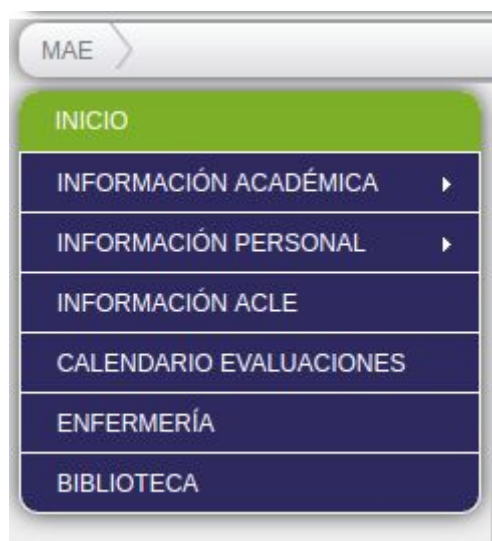 MAE
INICIO
INFORMACIÓN ACADÉMICA
INFORMACIÓN PERSONAL
INFORMACIÓN ACLE
CALENDARIO EVALUACIONES
ENFERMERÍA
BIBLIOTECA